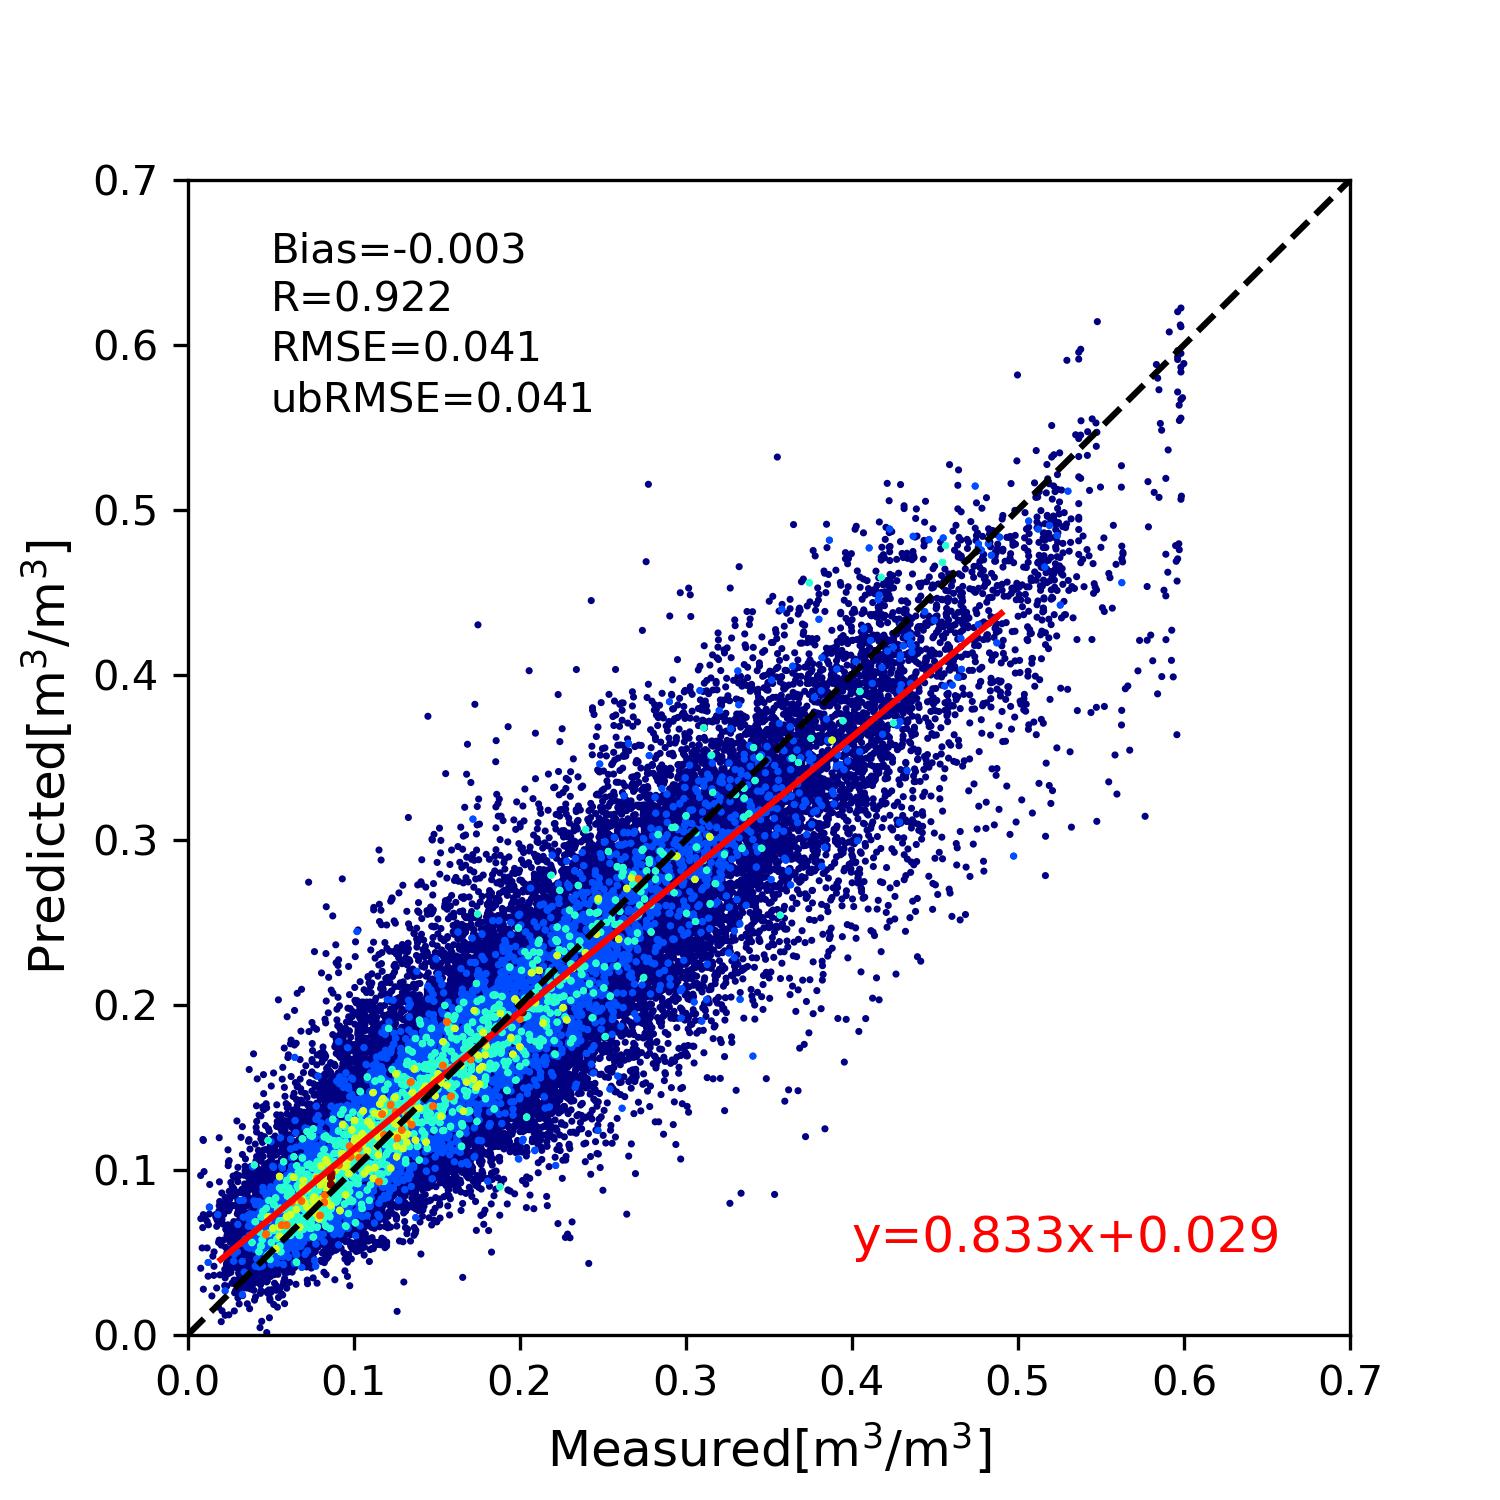 Bias=-0.003
R=0.922
RMSE=0.041
ubRMSE=0.041
y=0.833x+0.029
Predicted[m³/m³]
0.7
0.6
0.5
0.4
0.3
0.2
0.1
0.0
0.0 0.1 0.2 0.3 0.4 0.5 0.6 0.7
Measured[m³/m³]